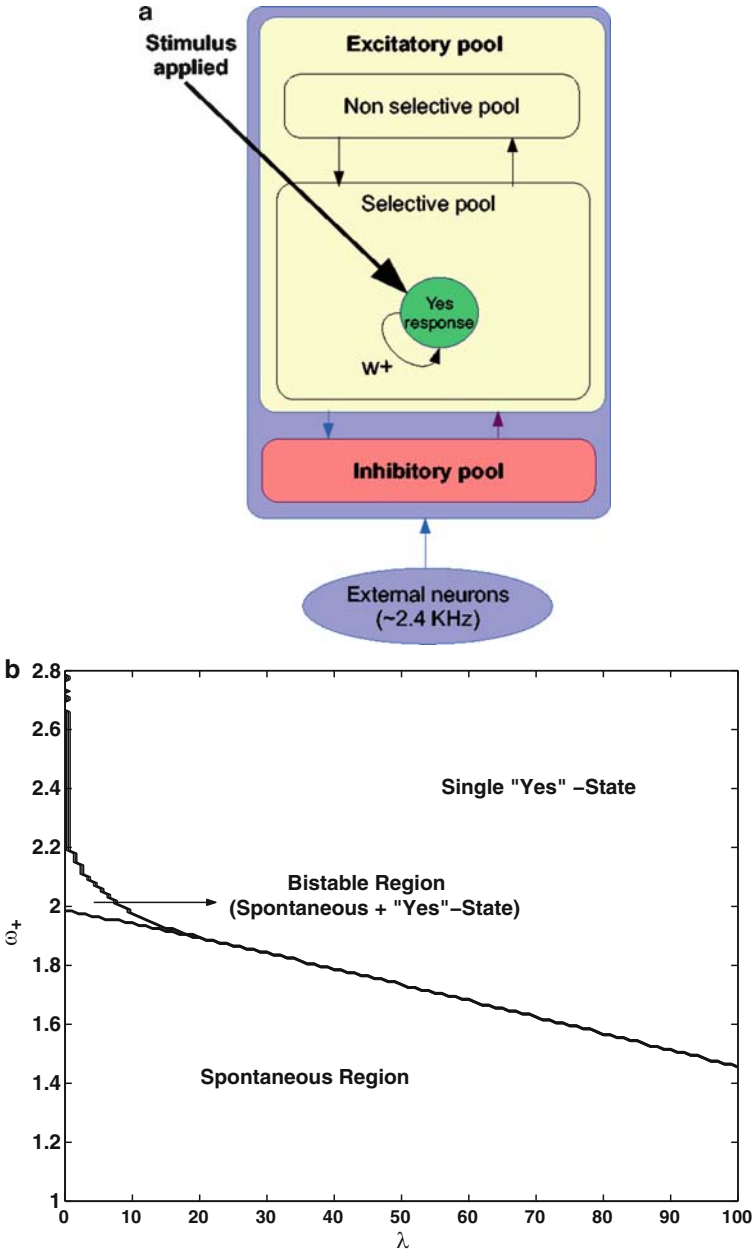 a
Stimulus
applied
Excitatory pool
Non selective pool
Selective pool
Yes
response
w+
Inhibitory pool
External neurons
(~2.4 KHz)
b
2.8
2.6
2.4
2.2
2
1.8
1.6
1.4
1.2
1
ω+
Single "Yes" −State
Bistable Region
(Spontaneous + "Yes"−State)
Spontaneous Region
0 10 20 30 40 50 60 70 80 90 100
λ